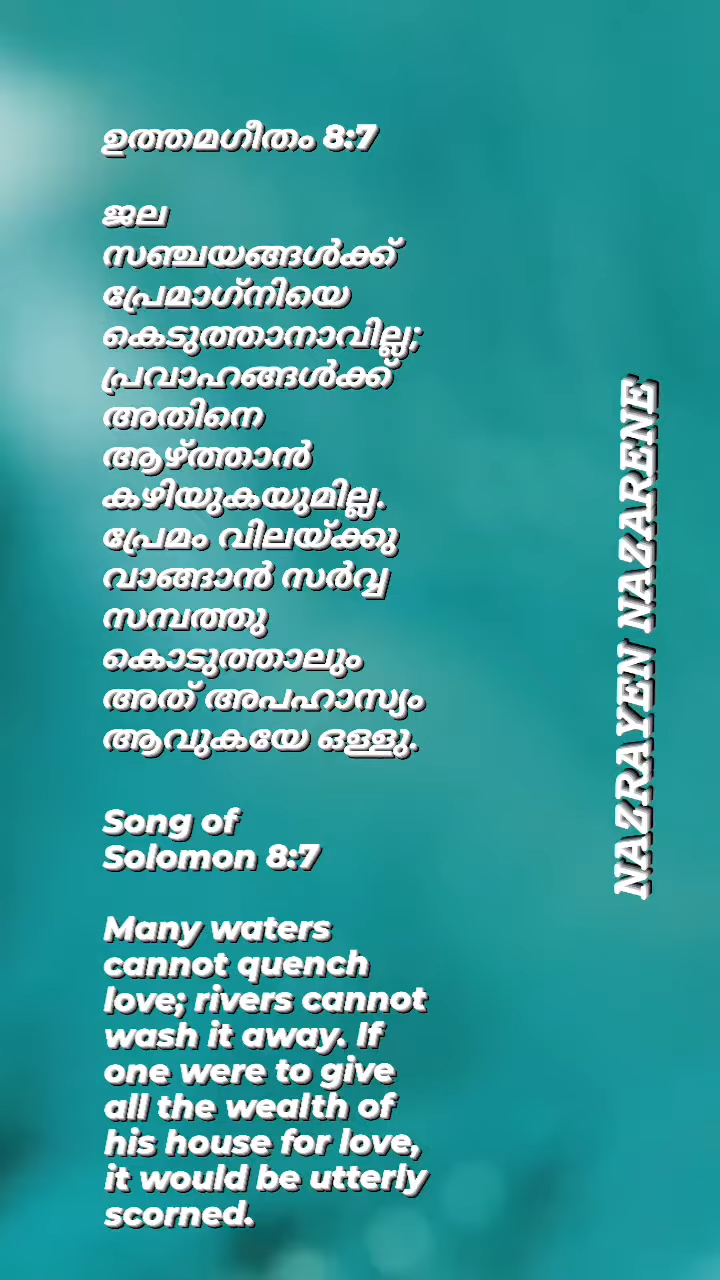 ഉത്തമഗീതം 8:7
ജല
സഞ്ചയങ്ങൾക്ക്
പ്രേമാഗ്നിയെ
കെടുത്താനാവില്ല;
പ്രവാഹങ്ങൾക്ക്
അതിനെ
ആഴ്ത്താൻ
കഴിയുകയുമില്ല.
പ്രേമം വിലയ്ക്കു
വാങ്ങാൻ സർവ്വ
സമ്പത്തു
കൊടുത്താലും
അത് അപഹാസ്യം
ആവുകയേ ഒള്ളു.
Song of
Solomon 8:7
Many waters
cannot quench
love; rivers cannot
wash it away. If
one were to give
all the wealth of
his house for love,
it would be utterly
scorned.
NAZRAYEN NAZARENE